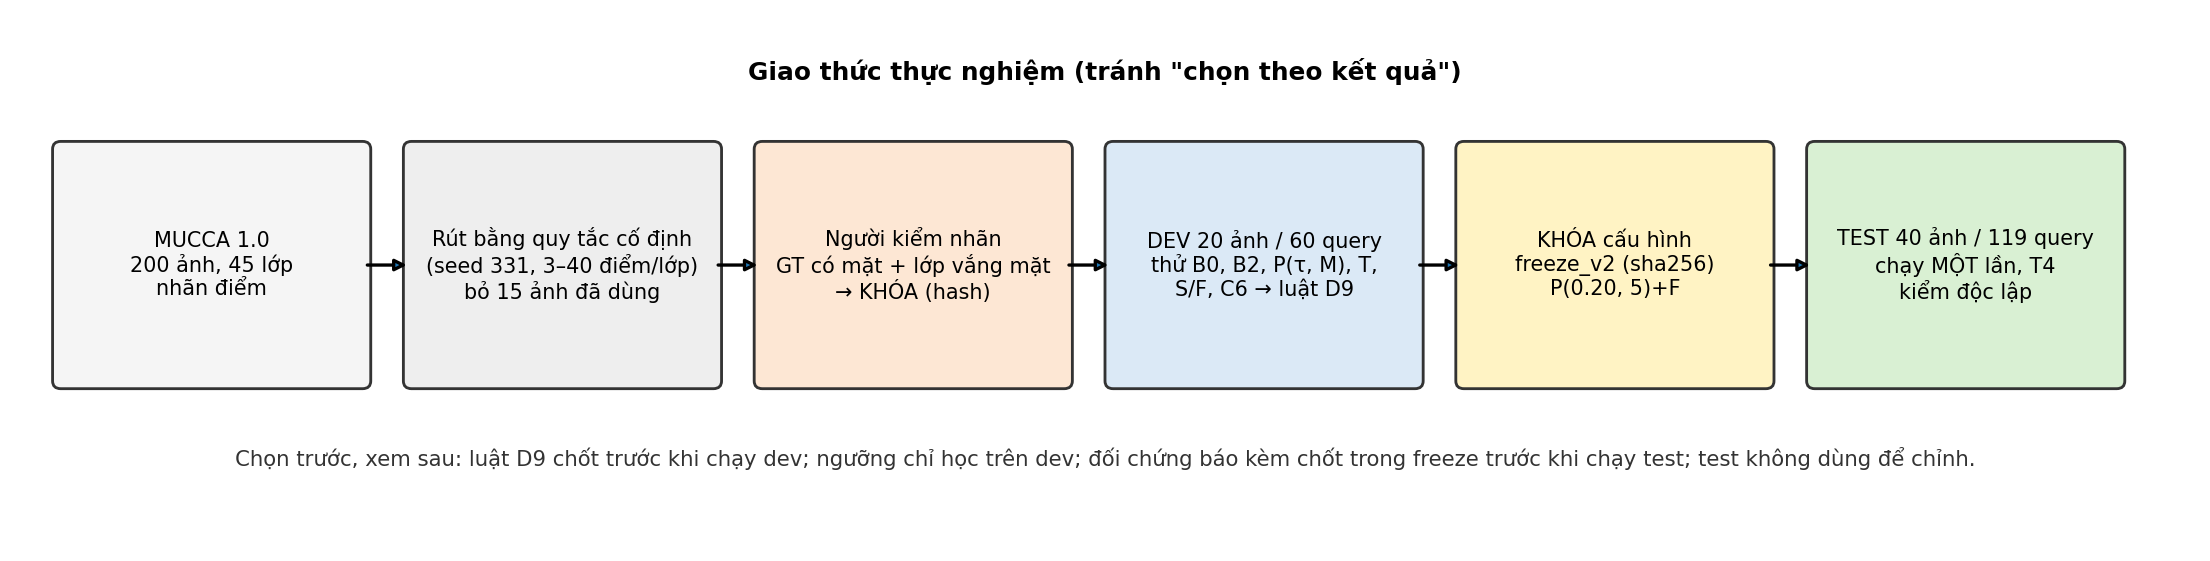 Giao thức thực nghiệm (tránh "chọn theo kết quả")
MUCCA 1.0
200 ảnh, 45 lớp
nhãn điểm
Rút bằng quy tắc cố định
(seed 331, 3–40 điểm/lớp)
bỏ 15 ảnh đã dùng
Người kiểm nhãn
GT có mặt + lớp vắng mặt
→ KHÓA (hash)
DEV 20 ảnh / 60 query
thử B0, B2, P(τ, M), T,
S/F, C6 → luật D9
KHÓA cấu hình
freeze_v2 (sha256)
P(0.20, 5)+F
TEST 40 ảnh / 119 query
chạy MỘT lần, T4
kiểm độc lập
Chọn trước, xem sau: luật D9 chốt trước khi chạy dev; ngưỡng chỉ học trên dev; đối chứng báo kèm chốt trong freeze trước khi chạy test; test không dùng để chỉnh.